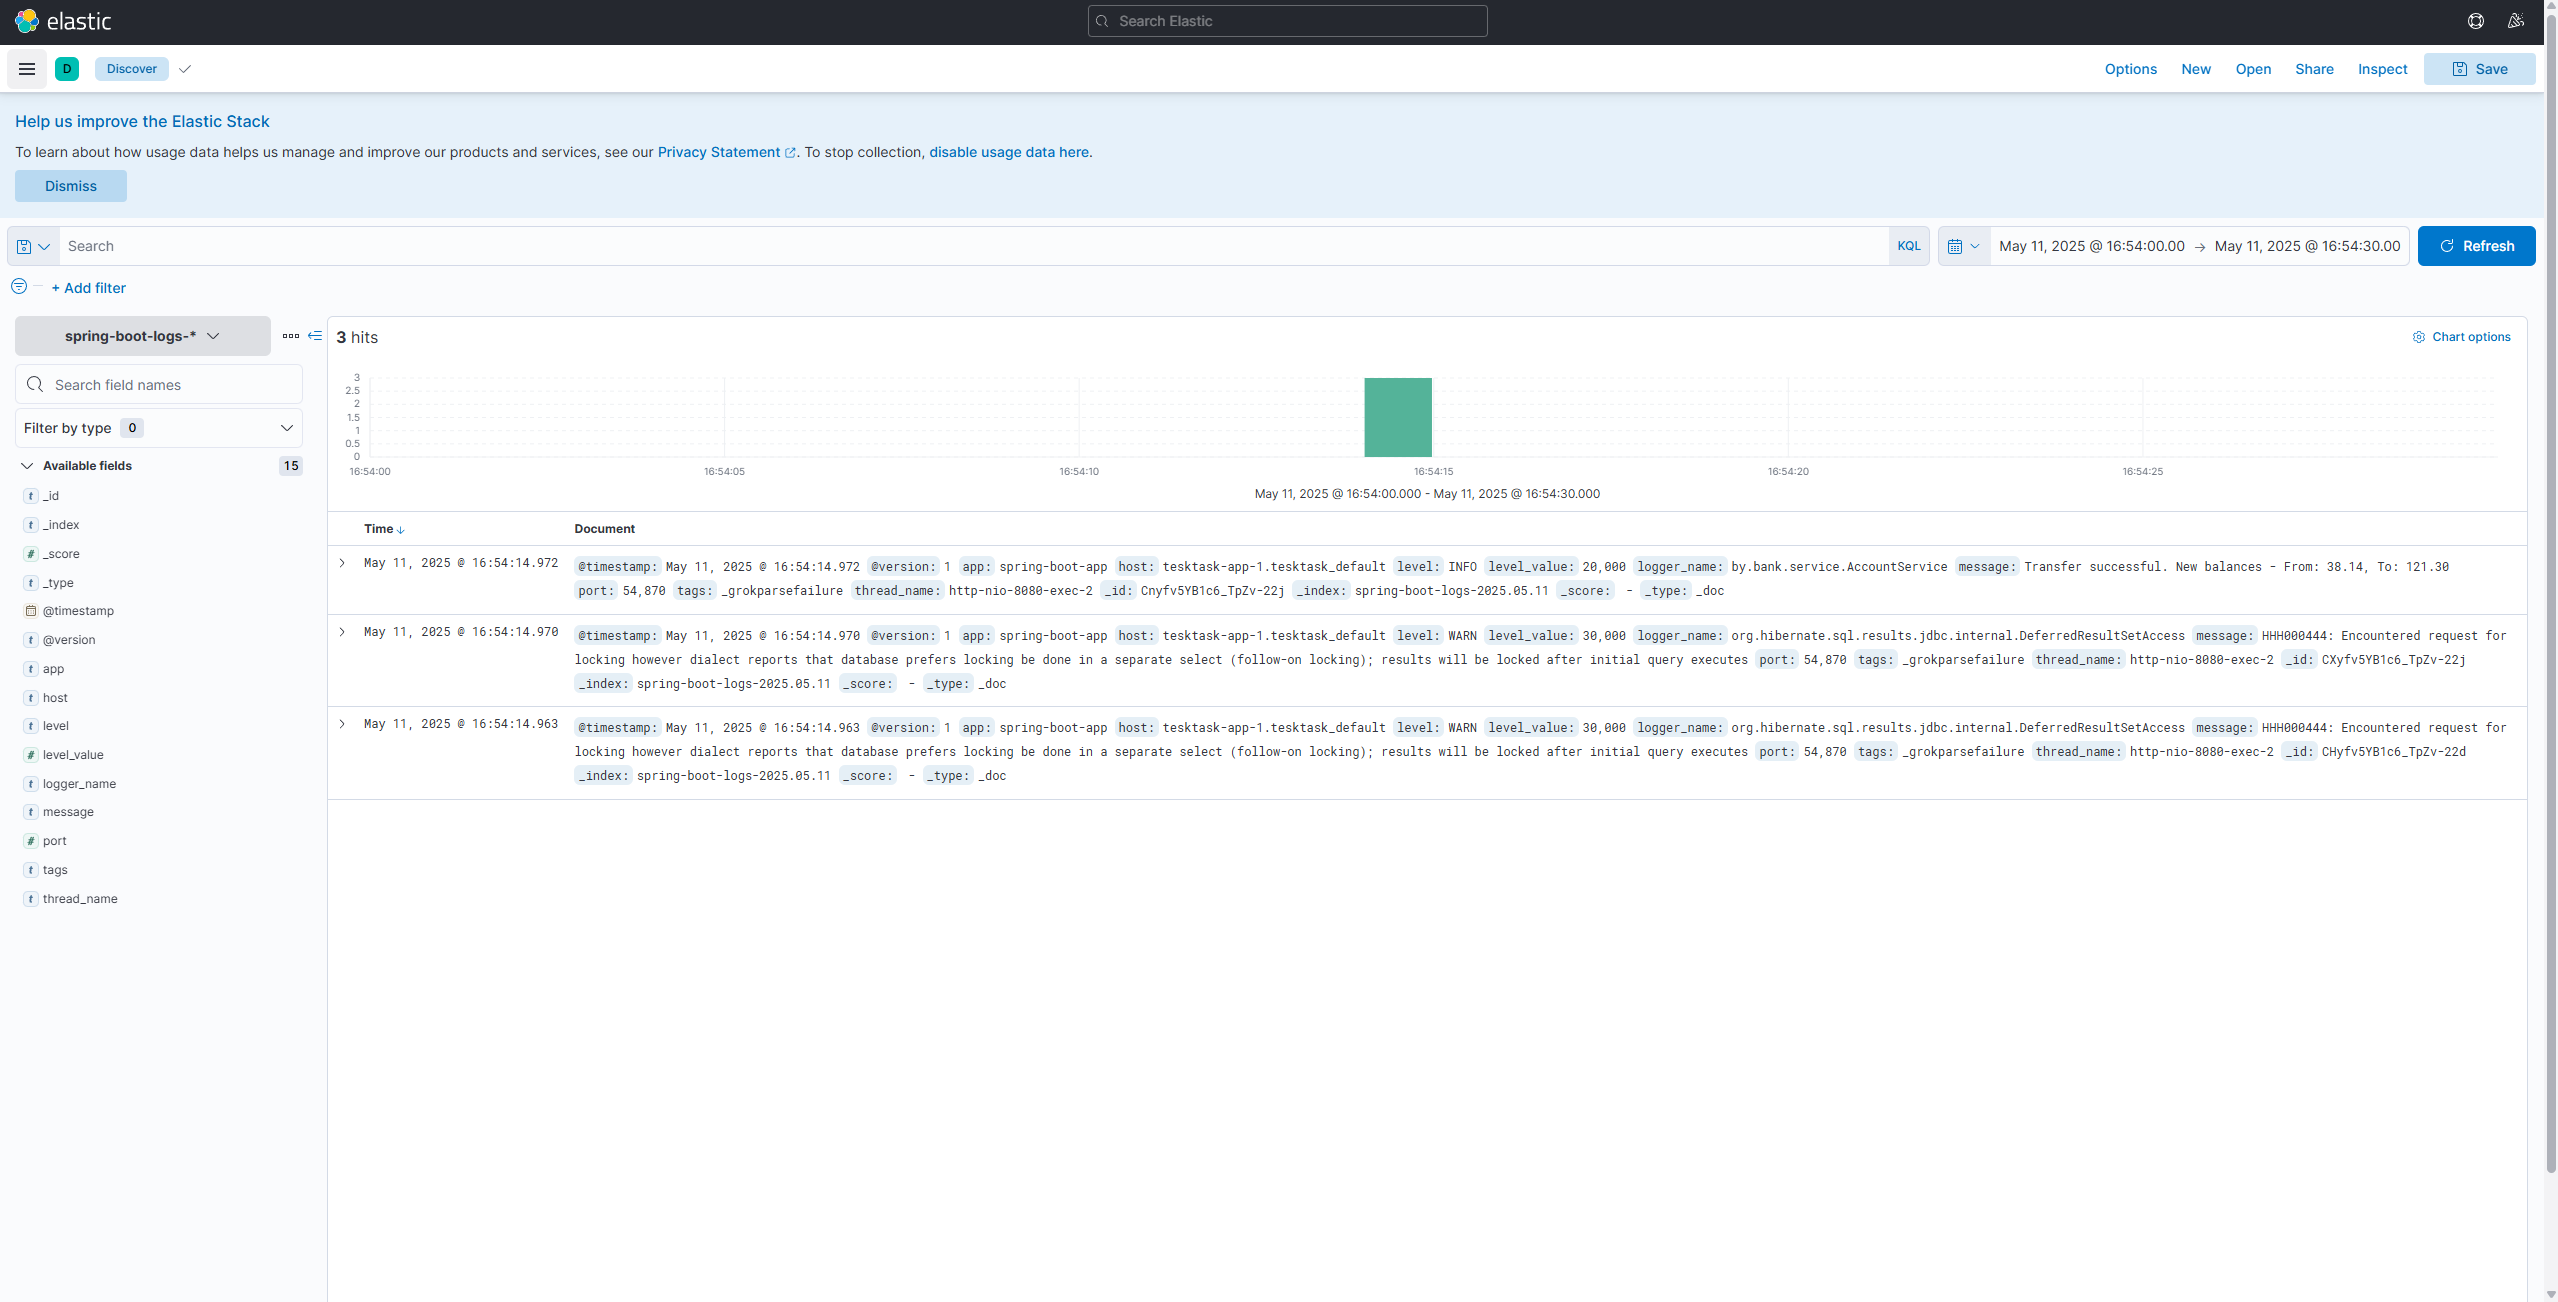 elastic
Search Elastic
D Discover Options New Open Share Inspect Save
Help us improve the Elastic Stack
To learn about how usage data helps us manage and improve our products and services, see our Privacy Statement. To stop collection, disable usage data here.
Dismiss
Search KQL May 11, 2025 @ 16:54:00.00 → May 11, 2025 @ 16:54:30.00 Refresh
+ Add filter
spring-boot-logs-*
Search field names
Filter by type 0
Available fields 15
t _id
t _index
# _score
t _type
@timestamp
t @version
t app
t host
t level
# level_value
t logger_name
t message
# port
t tags
t thread_name
3 hits Chart options
3
2.5
2
1.5
1
0.5
0
16:54:00 16:54:05 16:54:10 16:54:15 16:54:20 16:54:25
May 11, 2025 @ 16:54:00.000 - May 11, 2025 @ 16:54:30.000
Time Document
May 11, 2025 @ 16:54:14.972 @timestamp: May 11, 2025 @ 16:54:14.972 @version: 1 app: spring-boot-app host: tesktask-app-1.tesktask_default level: INFO level_value: 20,000 logger_name: by.bank.service.AccountService message: Transfer successful. New balances - From: 38.14, To: 121.30
port: 54,870 tags: _grokparsefailure thread_name: http-nio-8080-exec-2 _id: Cnyfv5YB1c6_TpZv-22j _index: spring-boot-logs-2025.05.11 _score: - _type: _doc
May 11, 2025 @ 16:54:14.970 @timestamp: May 11, 2025 @ 16:54:14.970 @version: 1 app: spring-boot-app host: tesktask-app-1.tesktask_default level: WARN level_value: 30,000 logger_name: org.hibernate.sql.results.jdbc.internal.DeferredResultSetAccess message: HHH000444: Encountered request for
locking however dialect reports that database prefers locking be done in a separate select (follow-on locking); results will be locked after initial query executes port: 54,870 tags: _grokparsefailure thread_name: http-nio-8080-exec-2 _id: CXyfv5YB1c6_TpZv-22j
_index: spring-boot-logs-2025.05.11 _score: - _type: _doc
May 11, 2025 @ 16:54:14.963 @timestamp: May 11, 2025 @ 16:54:14.963 @version: 1 app: spring-boot-app host: tesktask-app-1.tesktask_default level: WARN level_value: 30,000 logger_name: org.hibernate.sql.results.jdbc.internal.DeferredResultSetAccess message: HHH000444: Encountered request for
locking however dialect reports that database prefers locking be done in a separate select (follow-on locking); results will be locked after initial query executes port: 54,870 tags: _grokparsefailure thread_name: http-nio-8080-exec-2 _id: CHyfv5YB1c6_TpZv-22d
_index: spring-boot-logs-2025.05.11 _score: - _type: _doc